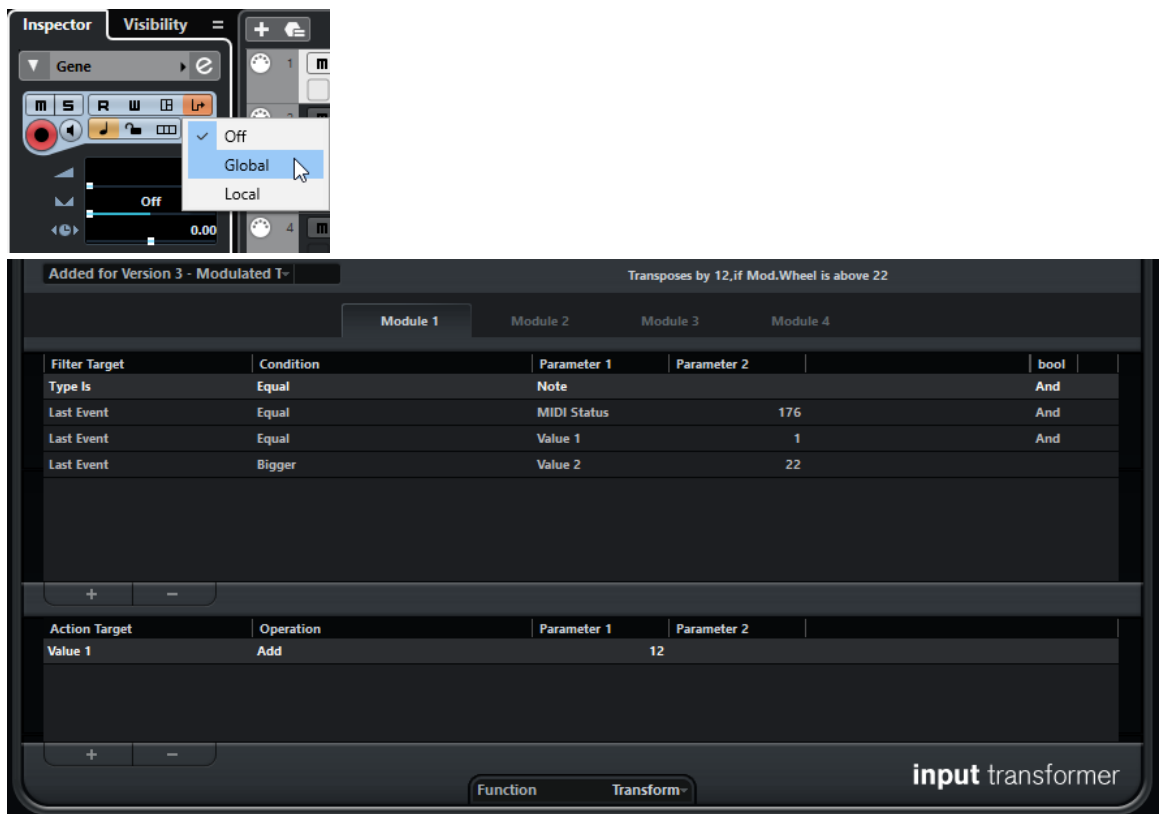 Inspector Visibility
1 m
Gene e
m S R W
Off
Global
Local
Off
0.00
4 m
Added for Version 3 - Modulated T
Transposes by 12,if Mod.Wheel is above 22
Module 1 Module 2 Module 3 Module 4
Filter Target Condition Parameter 1 Parameter 2 bool
Type Is Equal Note And
Last Event Equal MIDI Status 176 And
Last Event Equal Value 1 1 And
Last Event Bigger Value 2 22
+ −
Action Target Operation Parameter 1 Parameter 2
Value 1 Add 12
+ −
input transformer
Function Transform